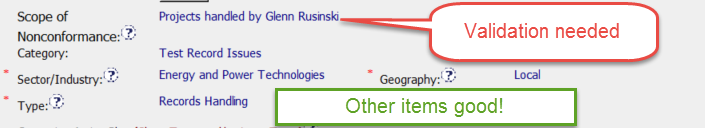 Scope of Nonconformance: ? Projects handled by Glenn Rusinski
Validation needed
Category: Test Record Issues
* Sector/Industry: ? Energy and Power Technologies * Geography: ? Local
* Type: ? Records Handling
Other items good!